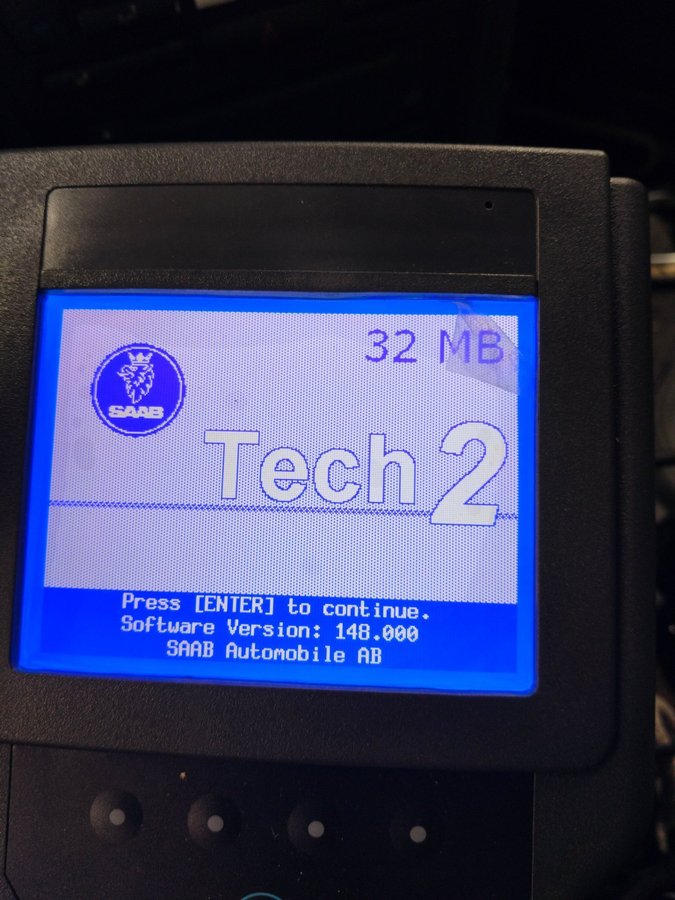 32 MB
SAAB
Tech 2
Press [ENTER] to continue.
Software Version: 148.000
SAAB Automobile AB